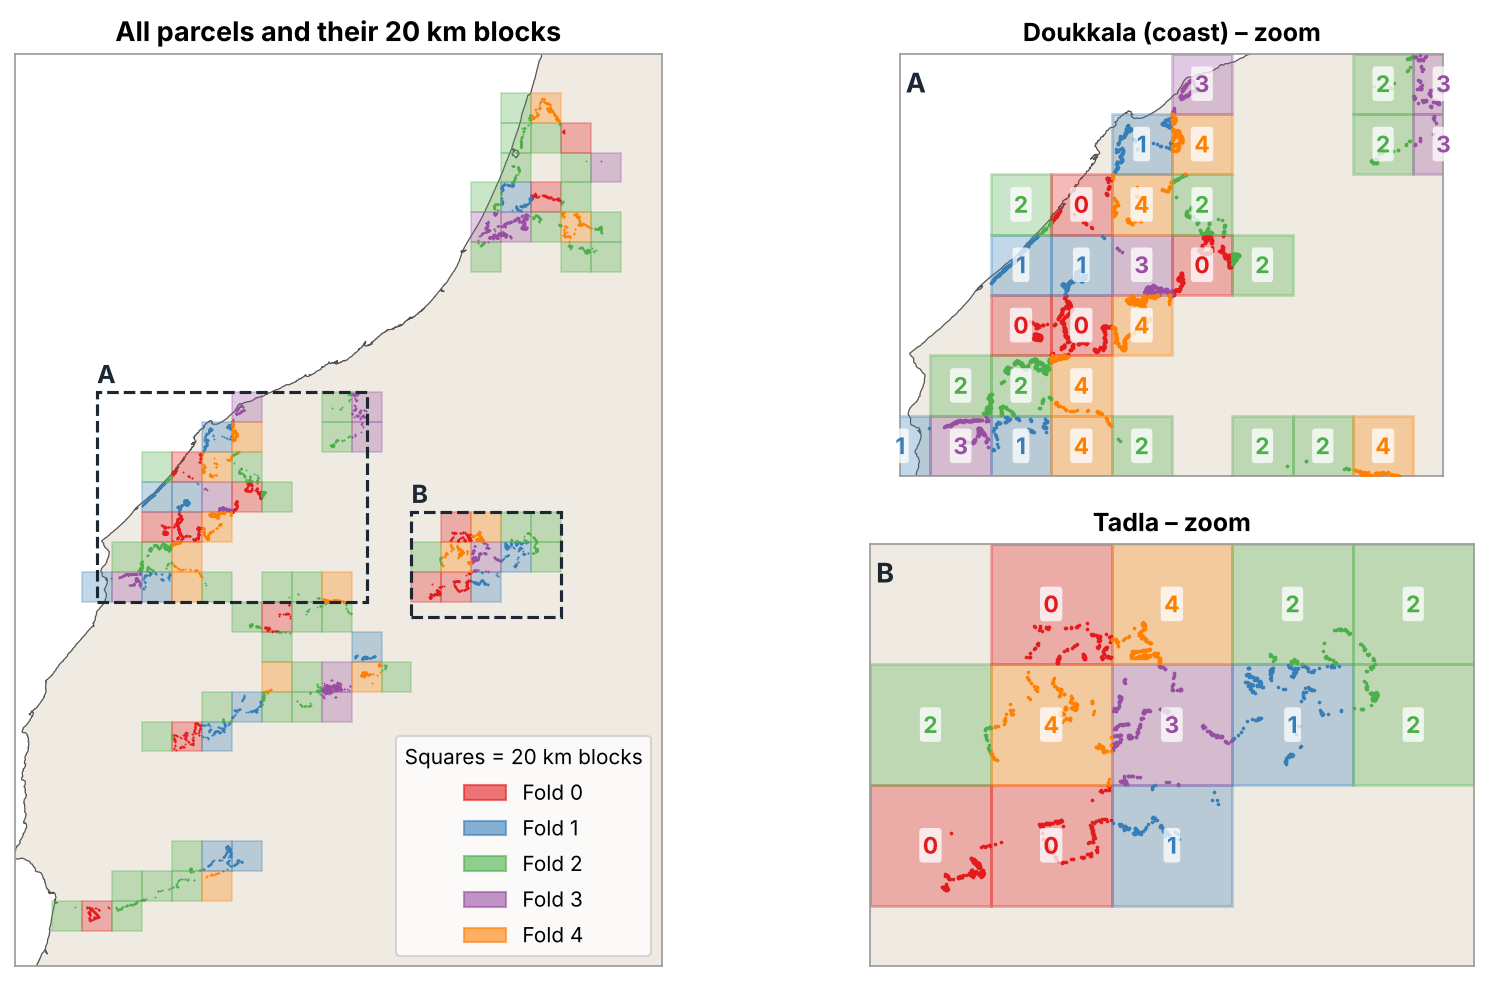 All parcels and their 20 km blocks
A
B
Squares = 20 km blocks
Fold 0
Fold 1
Fold 2
Fold 3
Fold 4
Doukkala (coast) – zoom
A
3 2 3
1 4 2 3
2 0 4 2
1 1 3 0 2
0 0 4
2 2 4
1 3 1 4 2 2 2 4
Tadla – zoom
B
0 4 2 2
2 4 3 1 2
0 0 1